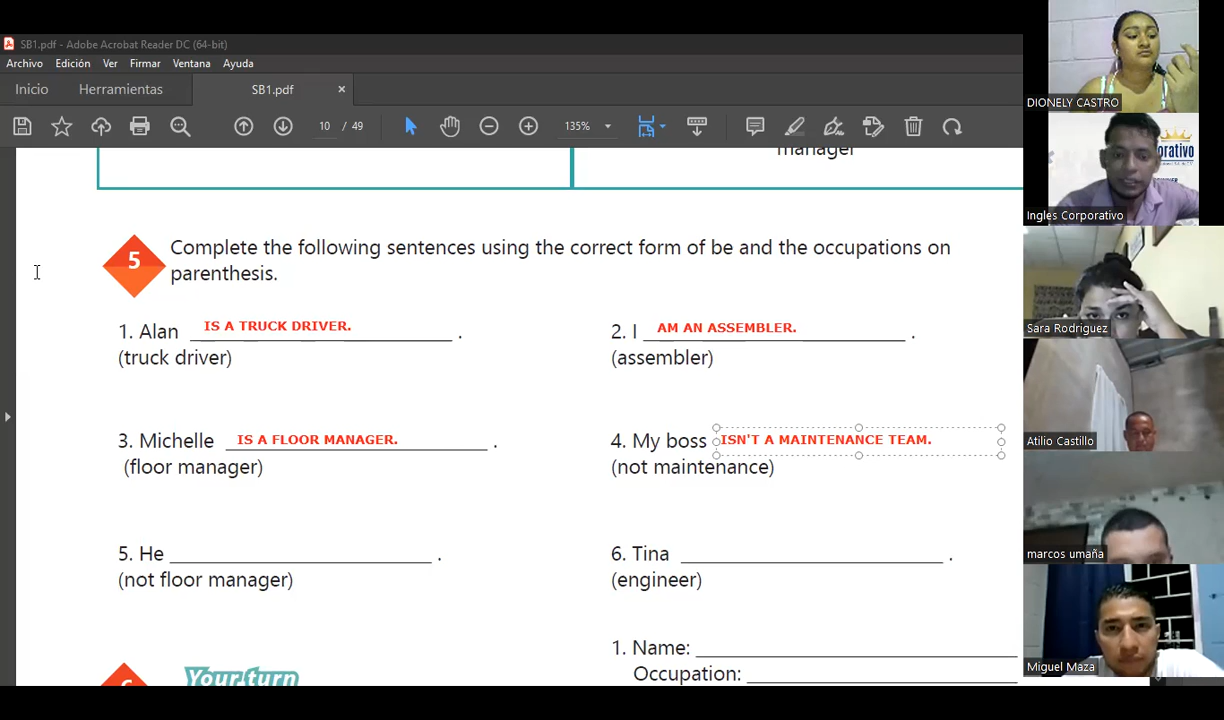 SB1.pdf - Adobe Acrobat Reader DC (64-bit)
Archivo Edición Ver Firmar Ventana Ayuda
Inicio Herramientas SB1.pdf ×
10 / 49 135%
manager
5 Complete the following sentences using the correct form of be and the occupations on
parenthesis.
1. Alan IS A TRUCK DRIVER. .
(truck driver)
2. I AM AN ASSEMBLER. .
(assembler)
3. Michelle IS A FLOOR MANAGER. .
(floor manager)
4. My boss ISN'T A MAINTENANCE TEAM.
(not maintenance)
5. He .
(not floor manager)
6. Tina .
(engineer)
6 Your turn
1. Name:
Occupation:
DIONELY CASTRO
orativo
Ingles Corporativo
Sara Rodriguez
Atilio Castillo
marcos umaña
Miguel Maza